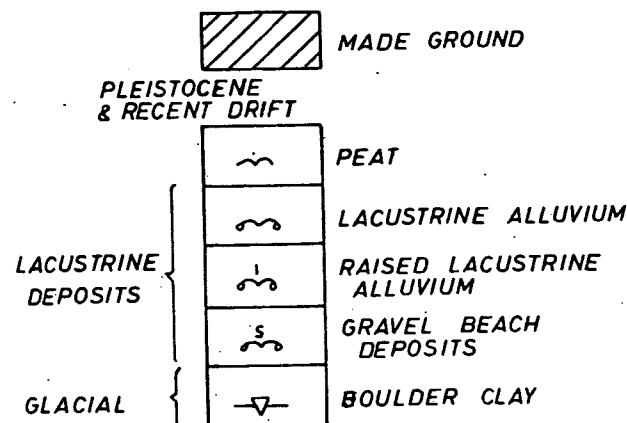 MADE GROUND
PLEISTOCENE
& RECENT DRIFT
PEAT
LACUSTRINE ALLUVIUM
LACUSTRINE
DEPOSITS
RAISED LACUSTRINE
ALLUVIUM
S
GRAVEL BEACH
DEPOSITS
GLACIAL
BOULDER CLAY